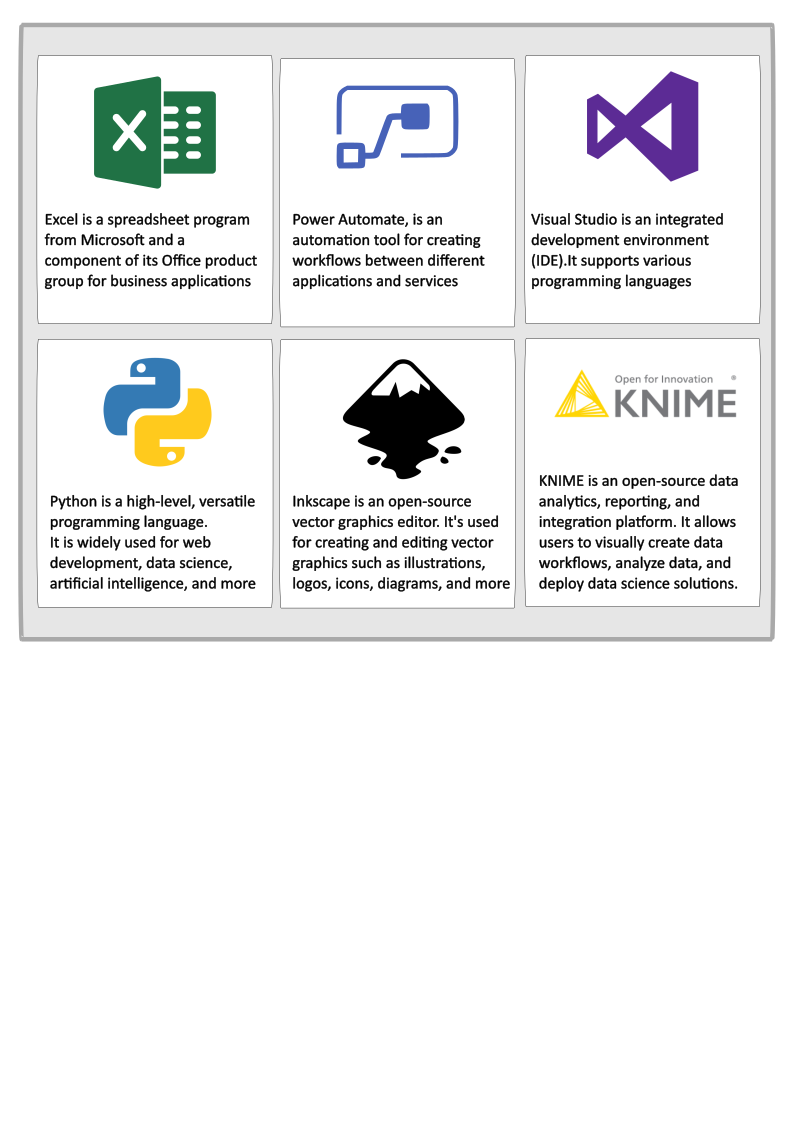 Excel is a spreadsheet program
from Microsoft and a
component of its Office product
group for business applications
Power Automate, is an
automation tool for creating
workflows between different
applications and services
Visual Studio is an integrated
development environment
(IDE).It supports various
programming languages
Python is a high-level, versatile
programming language.
It is widely used for web
development, data science,
artificial intelligence, and more
Inkscape is an open-source
vector graphics editor. It's used
for creating and editing vector
graphics such as illustrations,
logos, icons, diagrams, and more
Open for Innovation ®
KNIME
KNIME is an open-source data
analytics, reporting, and
integration platform. It allows
users to visually create data
workflows, analyze data, and
deploy data science solutions.